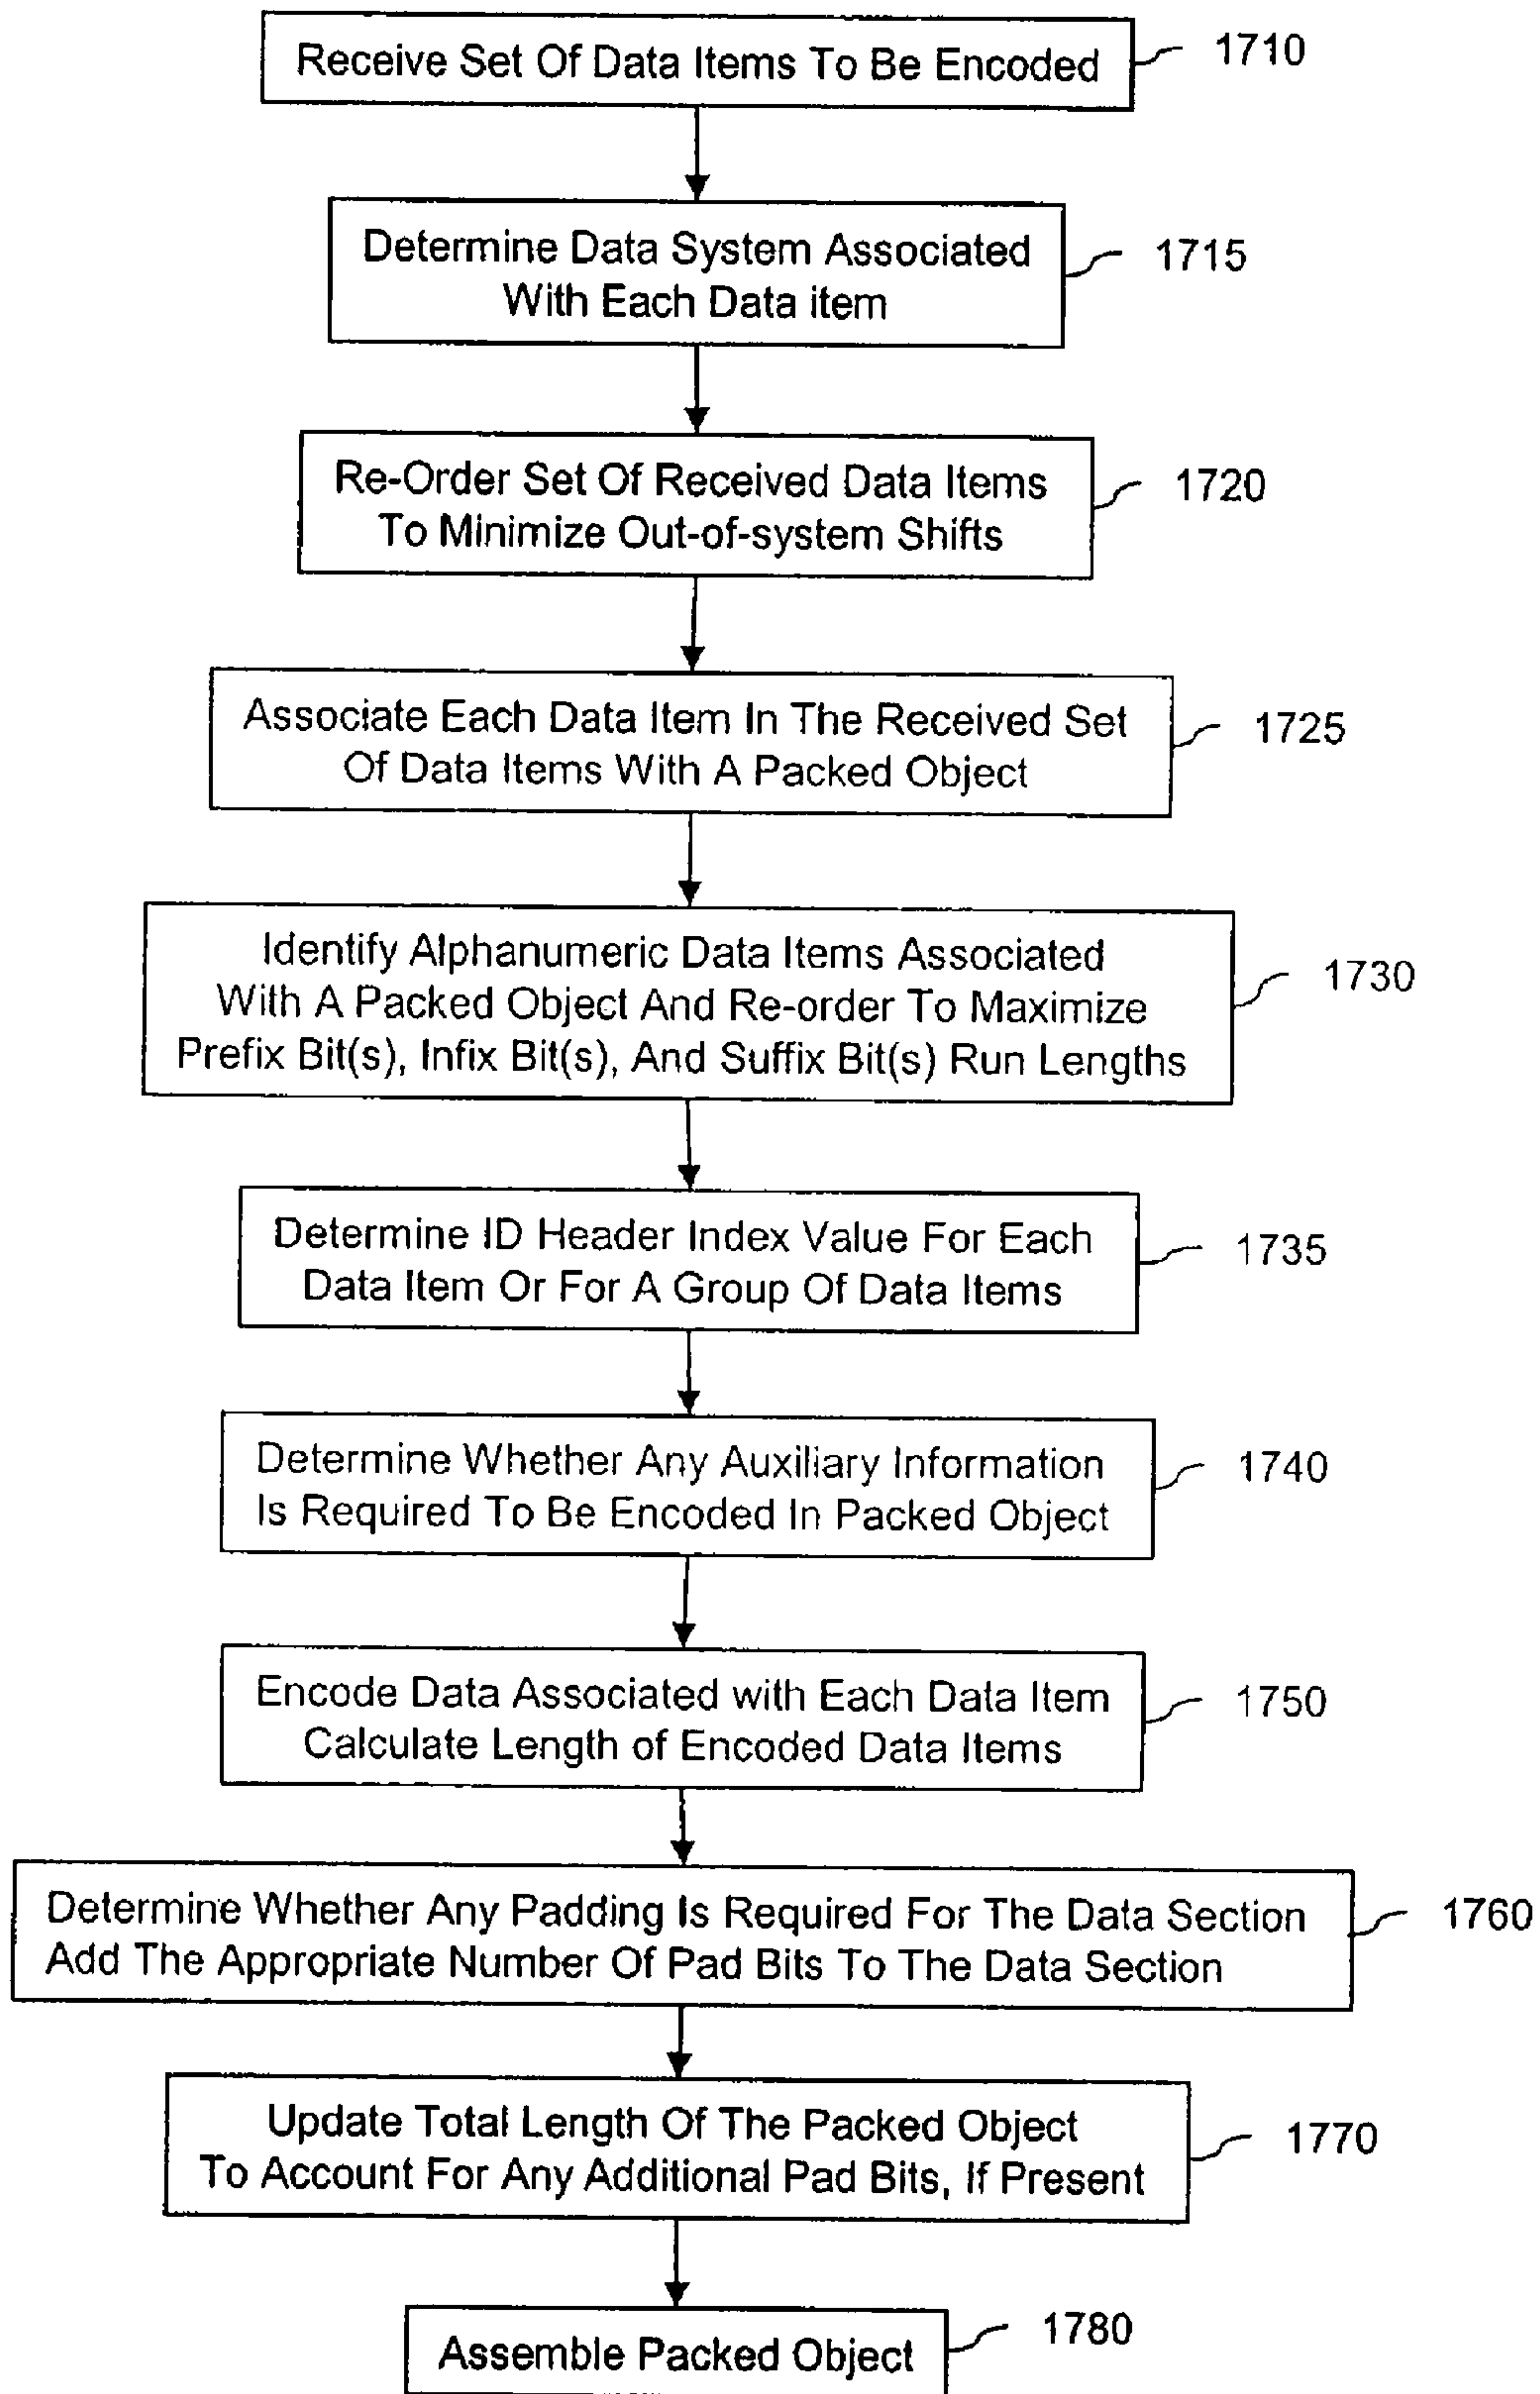 Receive Set Of Data Items To Be Encoded 1710
Determine Data System Associated
With Each Data item
1715
Re-Order Set Of Received Data Items
To Minimize Out-of-system Shifts
1720
Associate Each Data Item In The Received Set
Of Data Items With A Packed Object
1725
Identify Alphanumeric Data Items Associated
With A Packed Object And Re-order To Maximize
Prefix Bit(s), Infix Bit(s), And Suffix Bit(s) Run Lengths
1730
Determine ID Header Index Value For Each
Data Item Or For A Group Of Data Items
1735
Determine Whether Any Auxiliary Information
Is Required To Be Encoded In Packed Object
1740
Encode Data Associated with Each Data Item
Calculate Length of Encoded Data Items
1750
Determine Whether Any Padding Is Required For The Data Section
Add The Appropriate Number Of Pad Bits To The Data Section
1760
Update Total Length Of The Packed Object
To Account For Any Additional Pad Bits, If Present
1770
Assemble Packed Object 1780